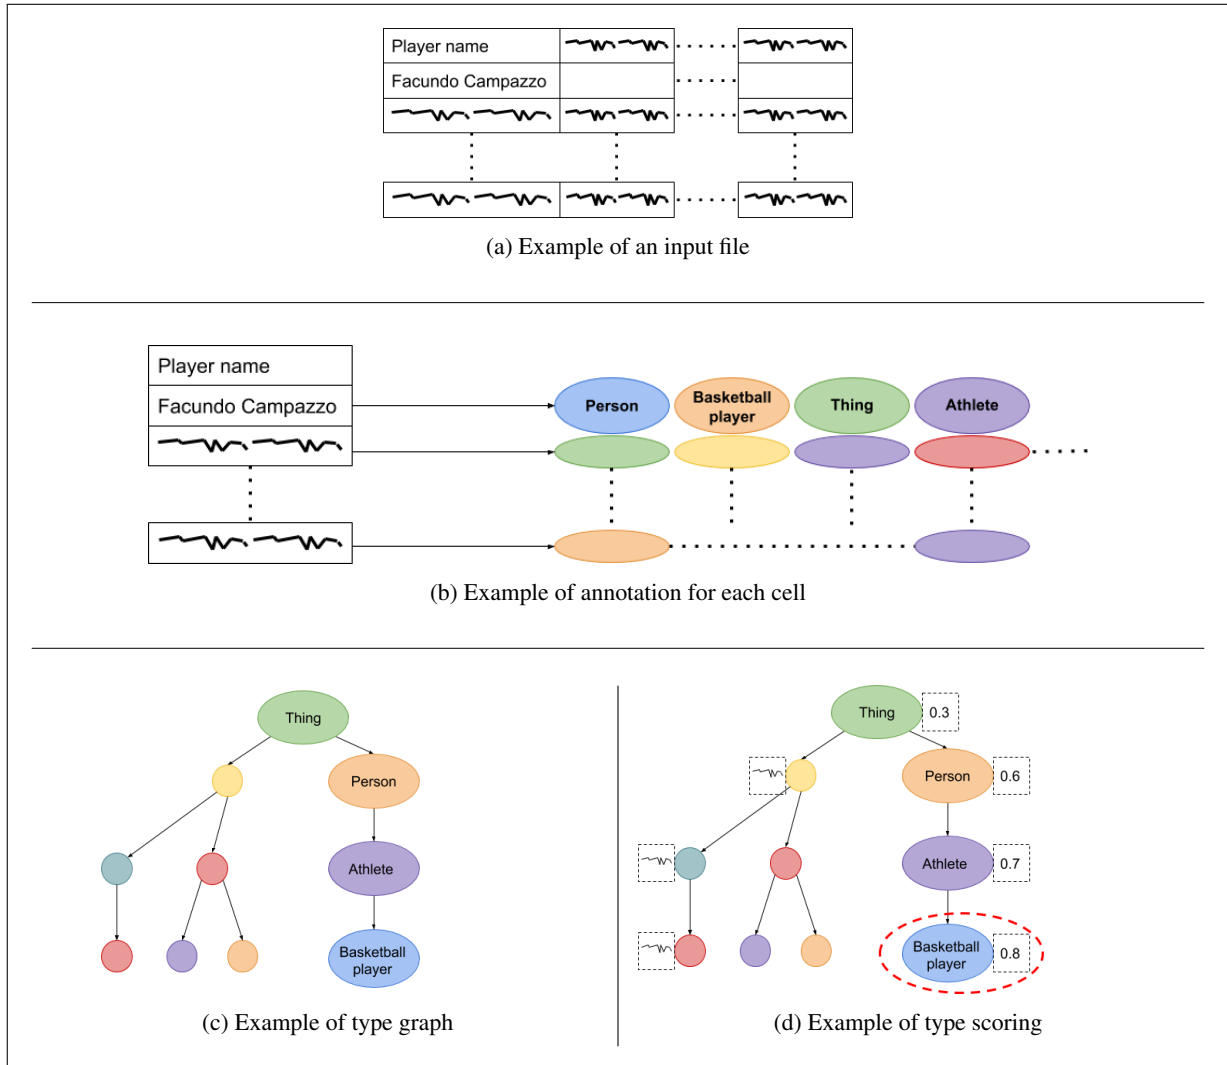 Player name
Facundo Campazzo
(a) Example of an input file
Player name
Facundo Campazzo
Person
Basketball
player
Thing
Athlete
(b) Example of annotation for each cell
Thing
Person
Athlete
Basketball
player
(c) Example of type graph
Thing
0.3
Person
0.6
Athlete
0.7
Basketball
player
0.8
(d) Example of type scoring